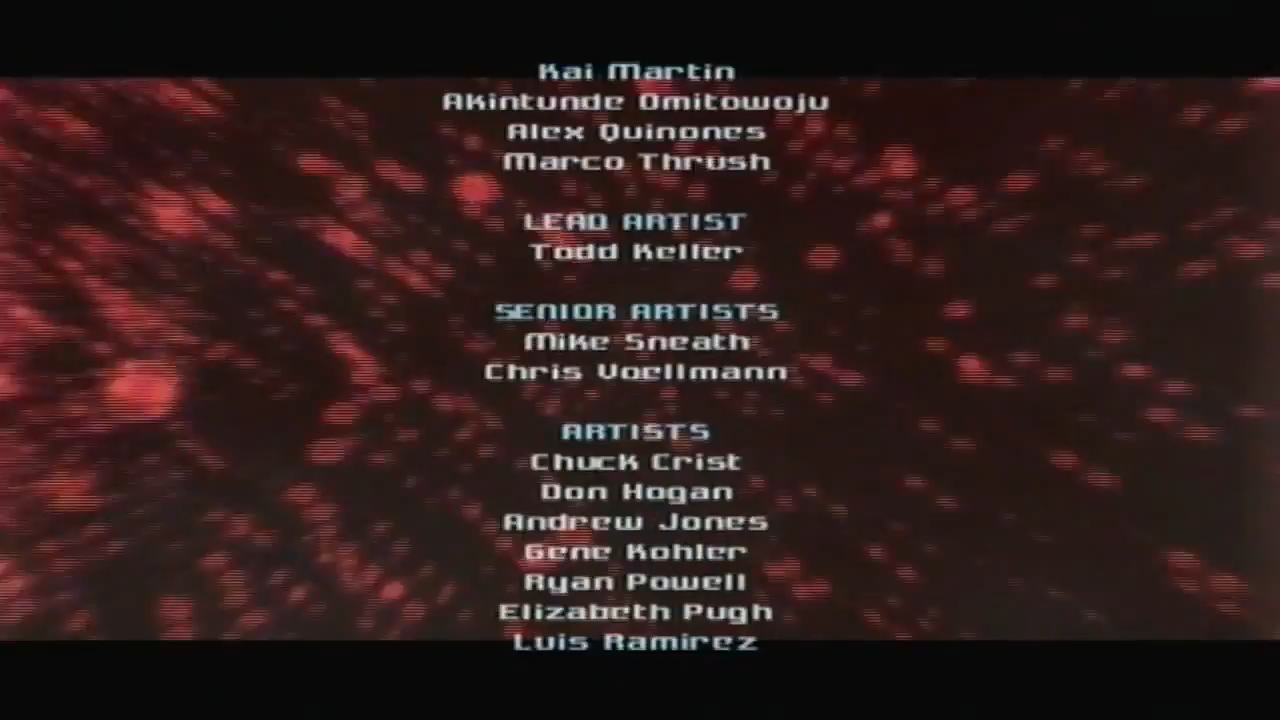 Kai Martin
Akintunde Omitowoju
Alex Quinones
Marco Thrush
LEAD ARTIST
Todd Keller
SENIOR ARTISTS
Mike Sneath
Chris Voellmann
ARTISTS
Chuck Crist
Don Hogan
Andrew Jones
Gene Kohler
Ryan Powell
Elizabeth Pugh
Luis Ramirez